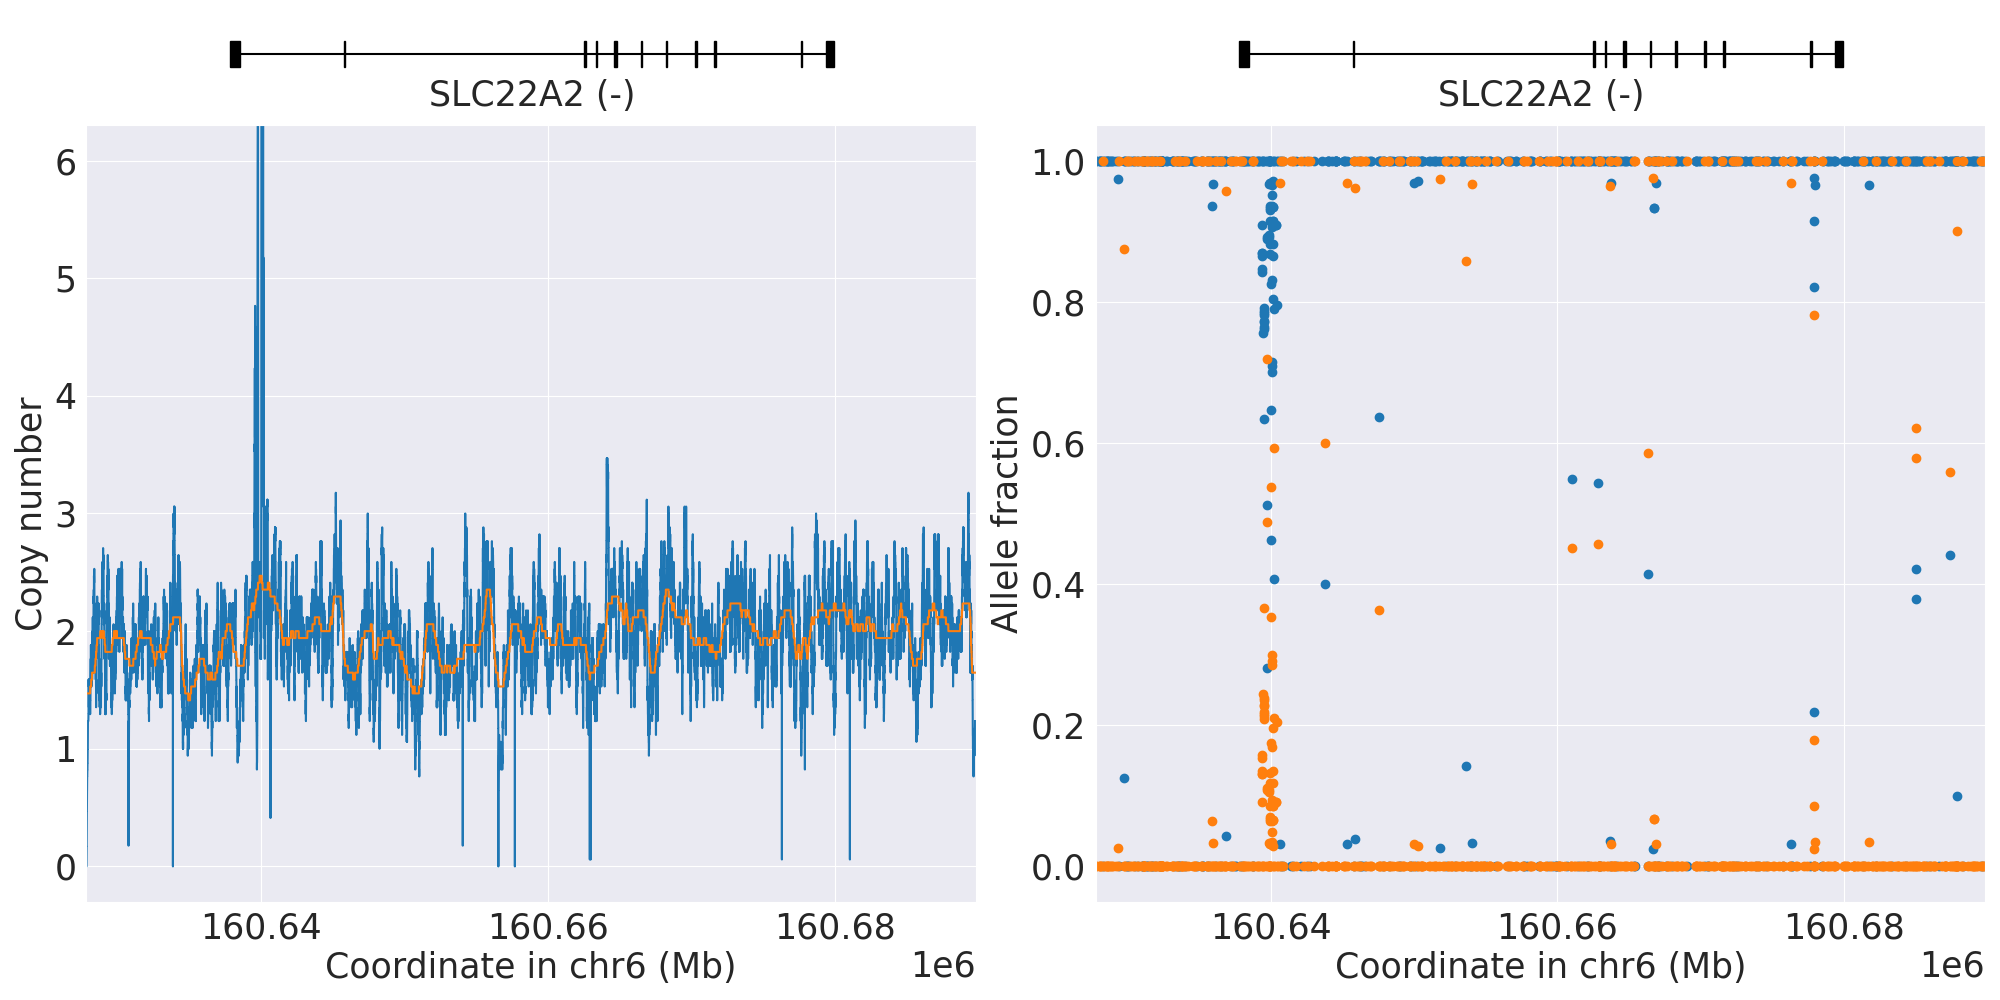 SLC22A2 (-)
6
5
4
3
2
1
0
Copy number
160.64
160.66
160.68
Coordinate in chr6 (Mb)
1e6
SLC22A2 (-)
1.0
0.8
0.6
0.4
0.2
0.0
Allele fraction
160.64
160.66
160.68
Coordinate in chr6 (Mb)
1e6